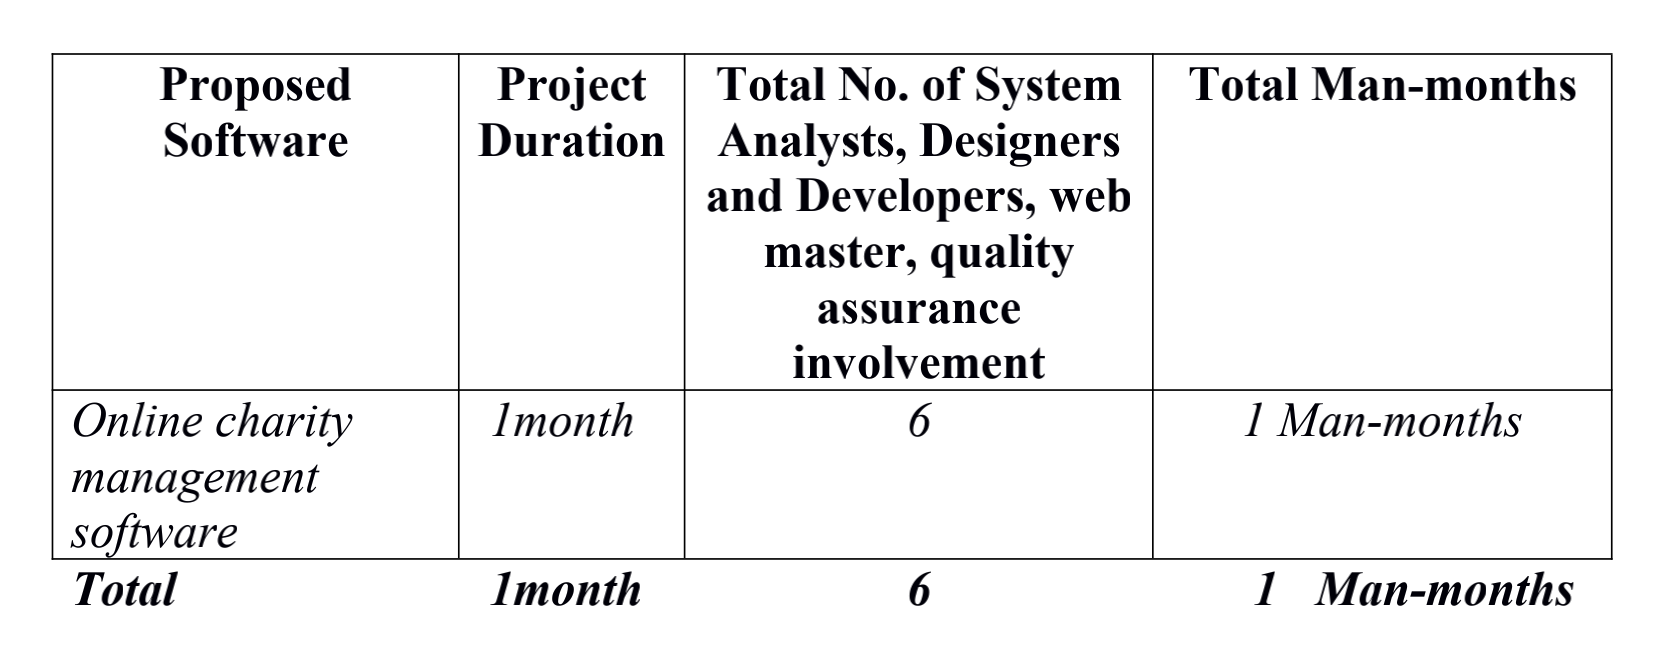 Proposed
Software
Project
Duration
Total No. of System
Analysts, Designers
and Developers, web
master, quality
assurance
involvement
Total Man-months
Online charity
management
software
1month
6
1 Man-months
Total
1month
6
1 Man-months